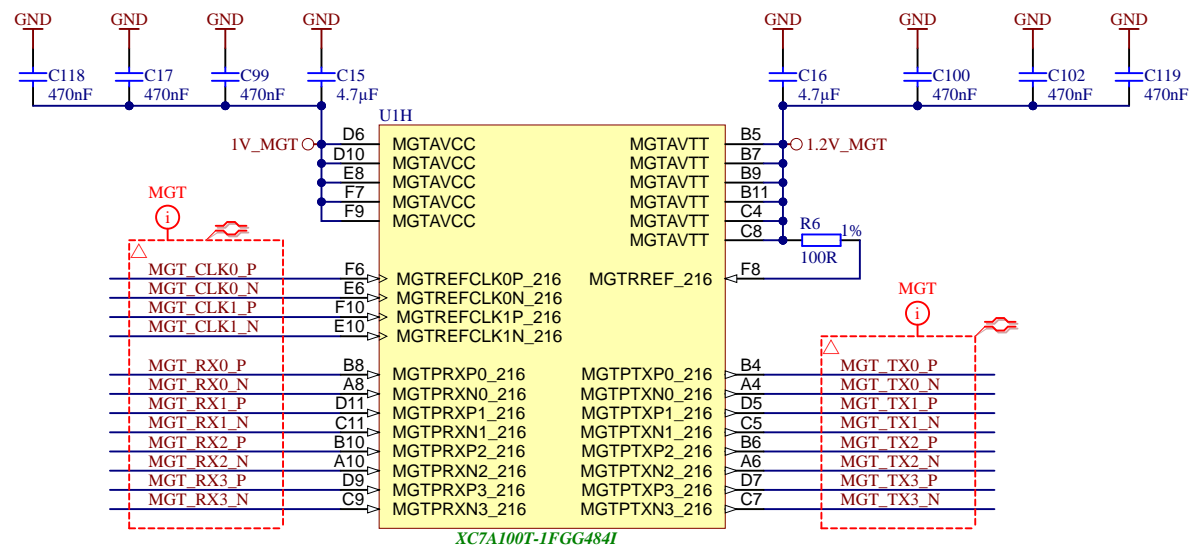 GND GND GND GND GND GND GND GND
C118 C17 C99 C15 C16 C100 C102 C119
470nF 470nF 470nF 4.7µF 4.7µF 470nF 470nF 470nF
U1H
1V_MGT D6 MGTAVCC MGTAVTT B5 1.2V_MGT
D10 MGTAVCC MGTAVTT B7
E8 MGTAVCC MGTAVTT B9
F7 MGTAVCC MGTAVTT B11
F9 MGTAVCC MGTAVTT C4
MGTAVTT C8 R6 1%
100R
MGT
i
MGT_CLK0_P F6 MGTREFCLK0P_216 MGTRREF_216 F8
MGT_CLK0_N E6 MGTREFCLK0N_216
MGT_CLK1_P F10 MGTREFCLK1P_216
MGT_CLK1_N E10 MGTREFCLK1N_216
MGT
i
MGT_RX0_P B8 MGTPRXP0_216 MGTPTXP0_216 B4 MGT_TX0_P
MGT_RX0_N A8 MGTPRXN0_216 MGTPTXN0_216 A4 MGT_TX0_N
MGT_RX1_P D11 MGTPRXP1_216 MGTPTXP1_216 D5 MGT_TX1_P
MGT_RX1_N C11 MGTPRXN1_216 MGTPTXN1_216 C5 MGT_TX1_N
MGT_RX2_P B10 MGTPRXP2_216 MGTPTXP2_216 B6 MGT_TX2_P
MGT_RX2_N A10 MGTPRXN2_216 MGTPTXN2_216 A6 MGT_TX2_N
MGT_RX3_P D9 MGTPRXP3_216 MGTPTXP3_216 D7 MGT_TX3_P
MGT_RX3_N C9 MGTPRXN3_216 MGTPTXN3_216 C7 MGT_TX3_N
XC7A100T-1FGG484I